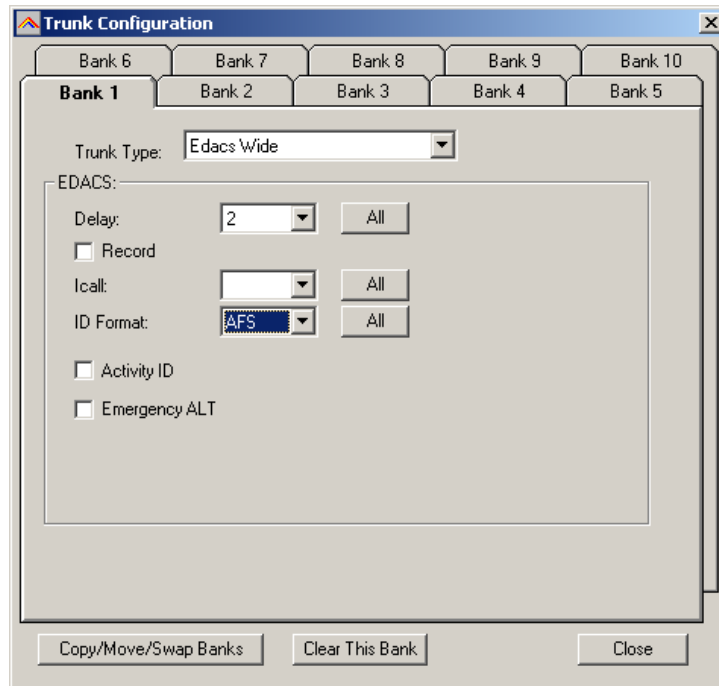 Trunk Configuration
Bank 6 Bank 7 Bank 8 Bank 9 Bank 10
Bank 1 Bank 2 Bank 3 Bank 4 Bank 5
Trunk Type: Edacs Wide
EDACS:
Delay: 2 All
Record
Icall: All
ID Format: AFS All
Activity ID
Emergency ALT
Copy/Move/Swap Banks Clear This Bank Close